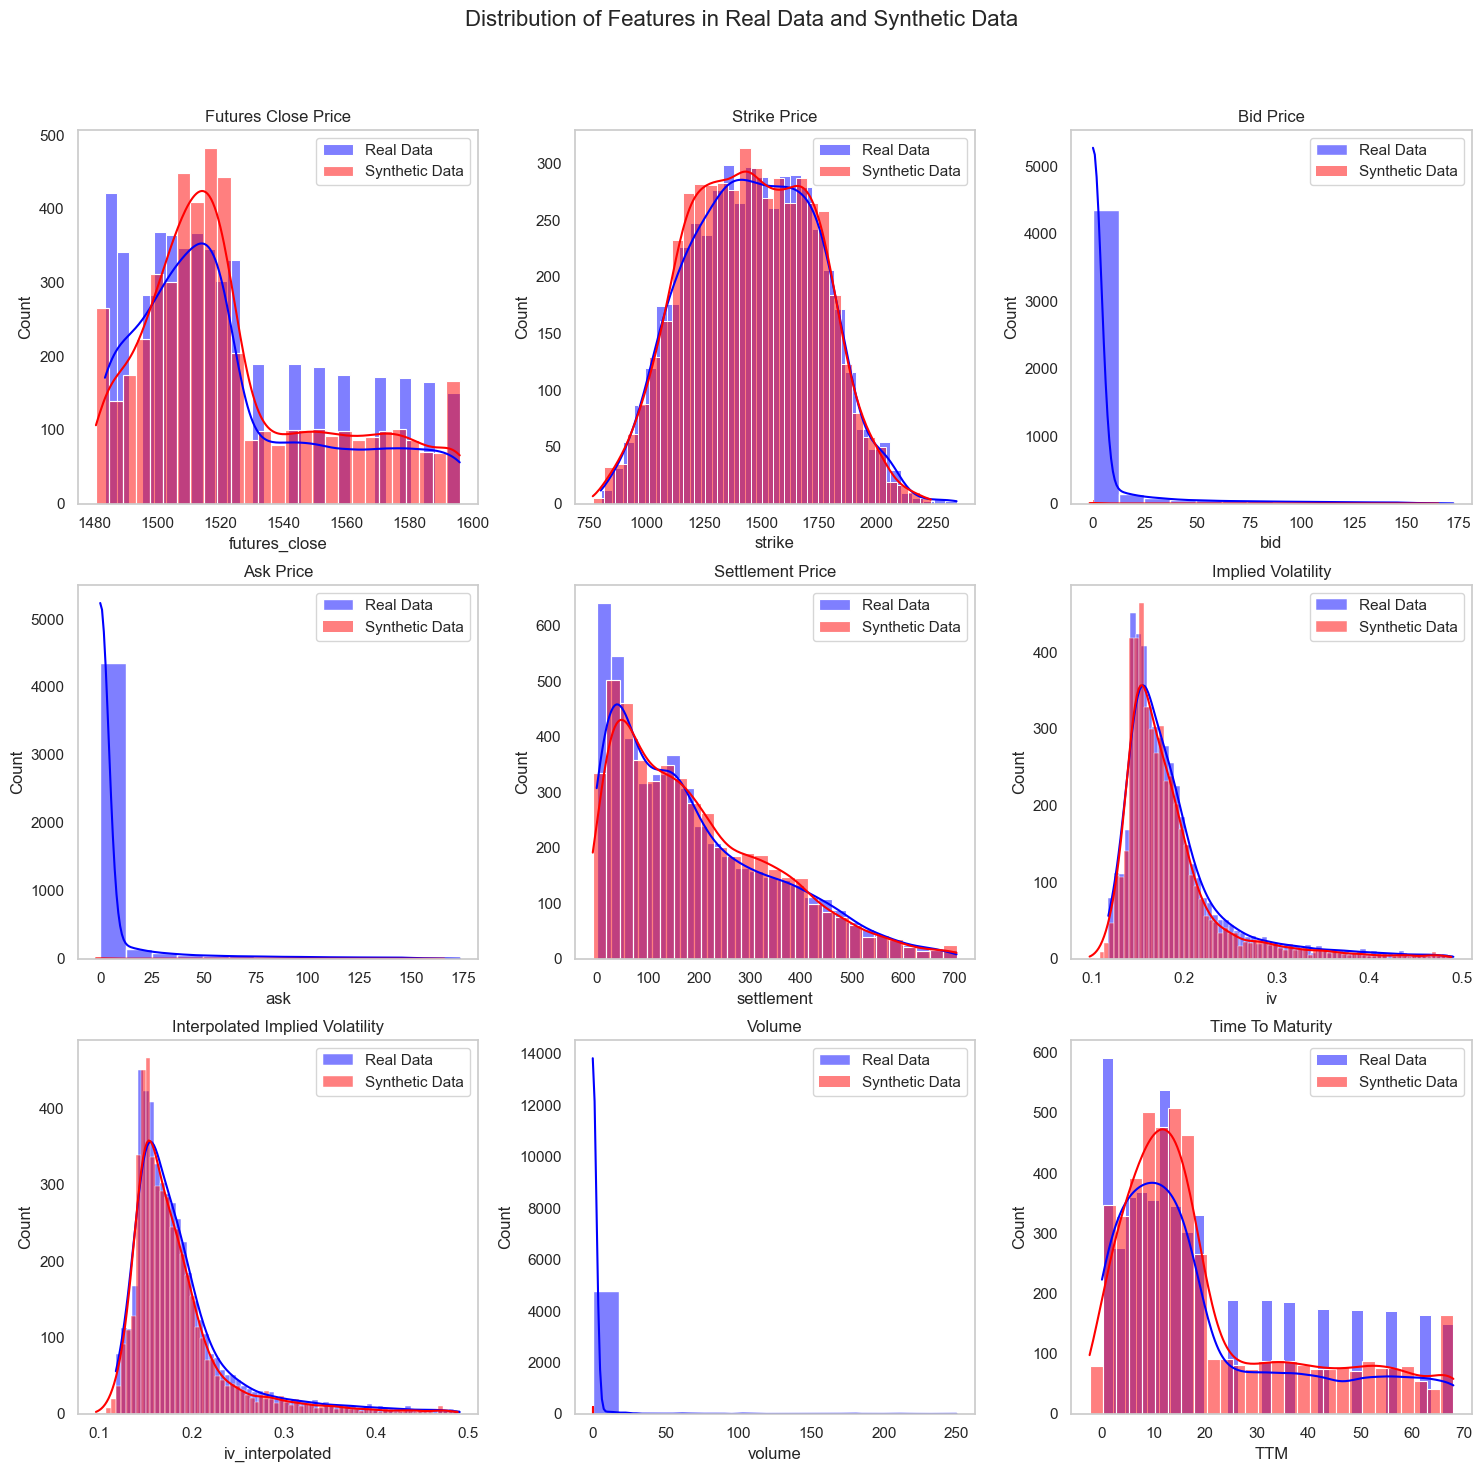 Distribution of Features in Real Data and Synthetic Data
Futures Close Price
Real Data
Synthetic Data
500
400
300
200
100
0
Count
1480 1500 1520 1540 1560 1580 1600
futures_close
Strike Price
Real Data
Synthetic Data
300
250
200
150
100
50
0
Count
750 1000 1250 1500 1750 2000 2250
strike
Bid Price
Real Data
Synthetic Data
5000
4000
3000
2000
1000
0
Count
0 25 50 75 100 125 150 175
bid
Ask Price
Real Data
Synthetic Data
5000
4000
3000
2000
1000
0
Count
0 25 50 75 100 125 150 175
ask
Settlement Price
Real Data
Synthetic Data
600
500
400
300
200
100
0
Count
0 100 200 300 400 500 600 700
settlement
Implied Volatility
Real Data
Synthetic Data
400
300
200
100
0
Count
0.1 0.2 0.3 0.4 0.5
iv
Interpolated Implied Volatility
Real Data
Synthetic Data
400
300
200
100
0
Count
0.1 0.2 0.3 0.4 0.5
iv_interpolated
Volume
Real Data
Synthetic Data
14000
12000
10000
8000
6000
4000
2000
0
Count
0 50 100 150 200 250
volume
Time To Maturity
Real Data
Synthetic Data
600
500
400
300
200
100
0
Count
0 10 20 30 40 50 60 70
TTM